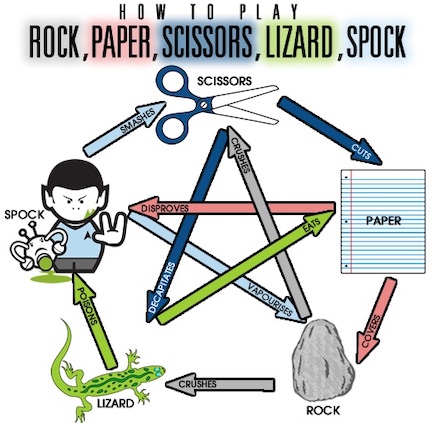 HOW TO PLAY
ROCK, PAPER, SCISSORS, LIZARD, SPOCK
SCISSORS
SMASHES
CUTS
CRUSHES
SPOCK
DISPROVES
EATS
PAPER
DECAPITATES
VAPOURISES
POISONS
COVERS
LIZARD
CRUSHES
ROCK